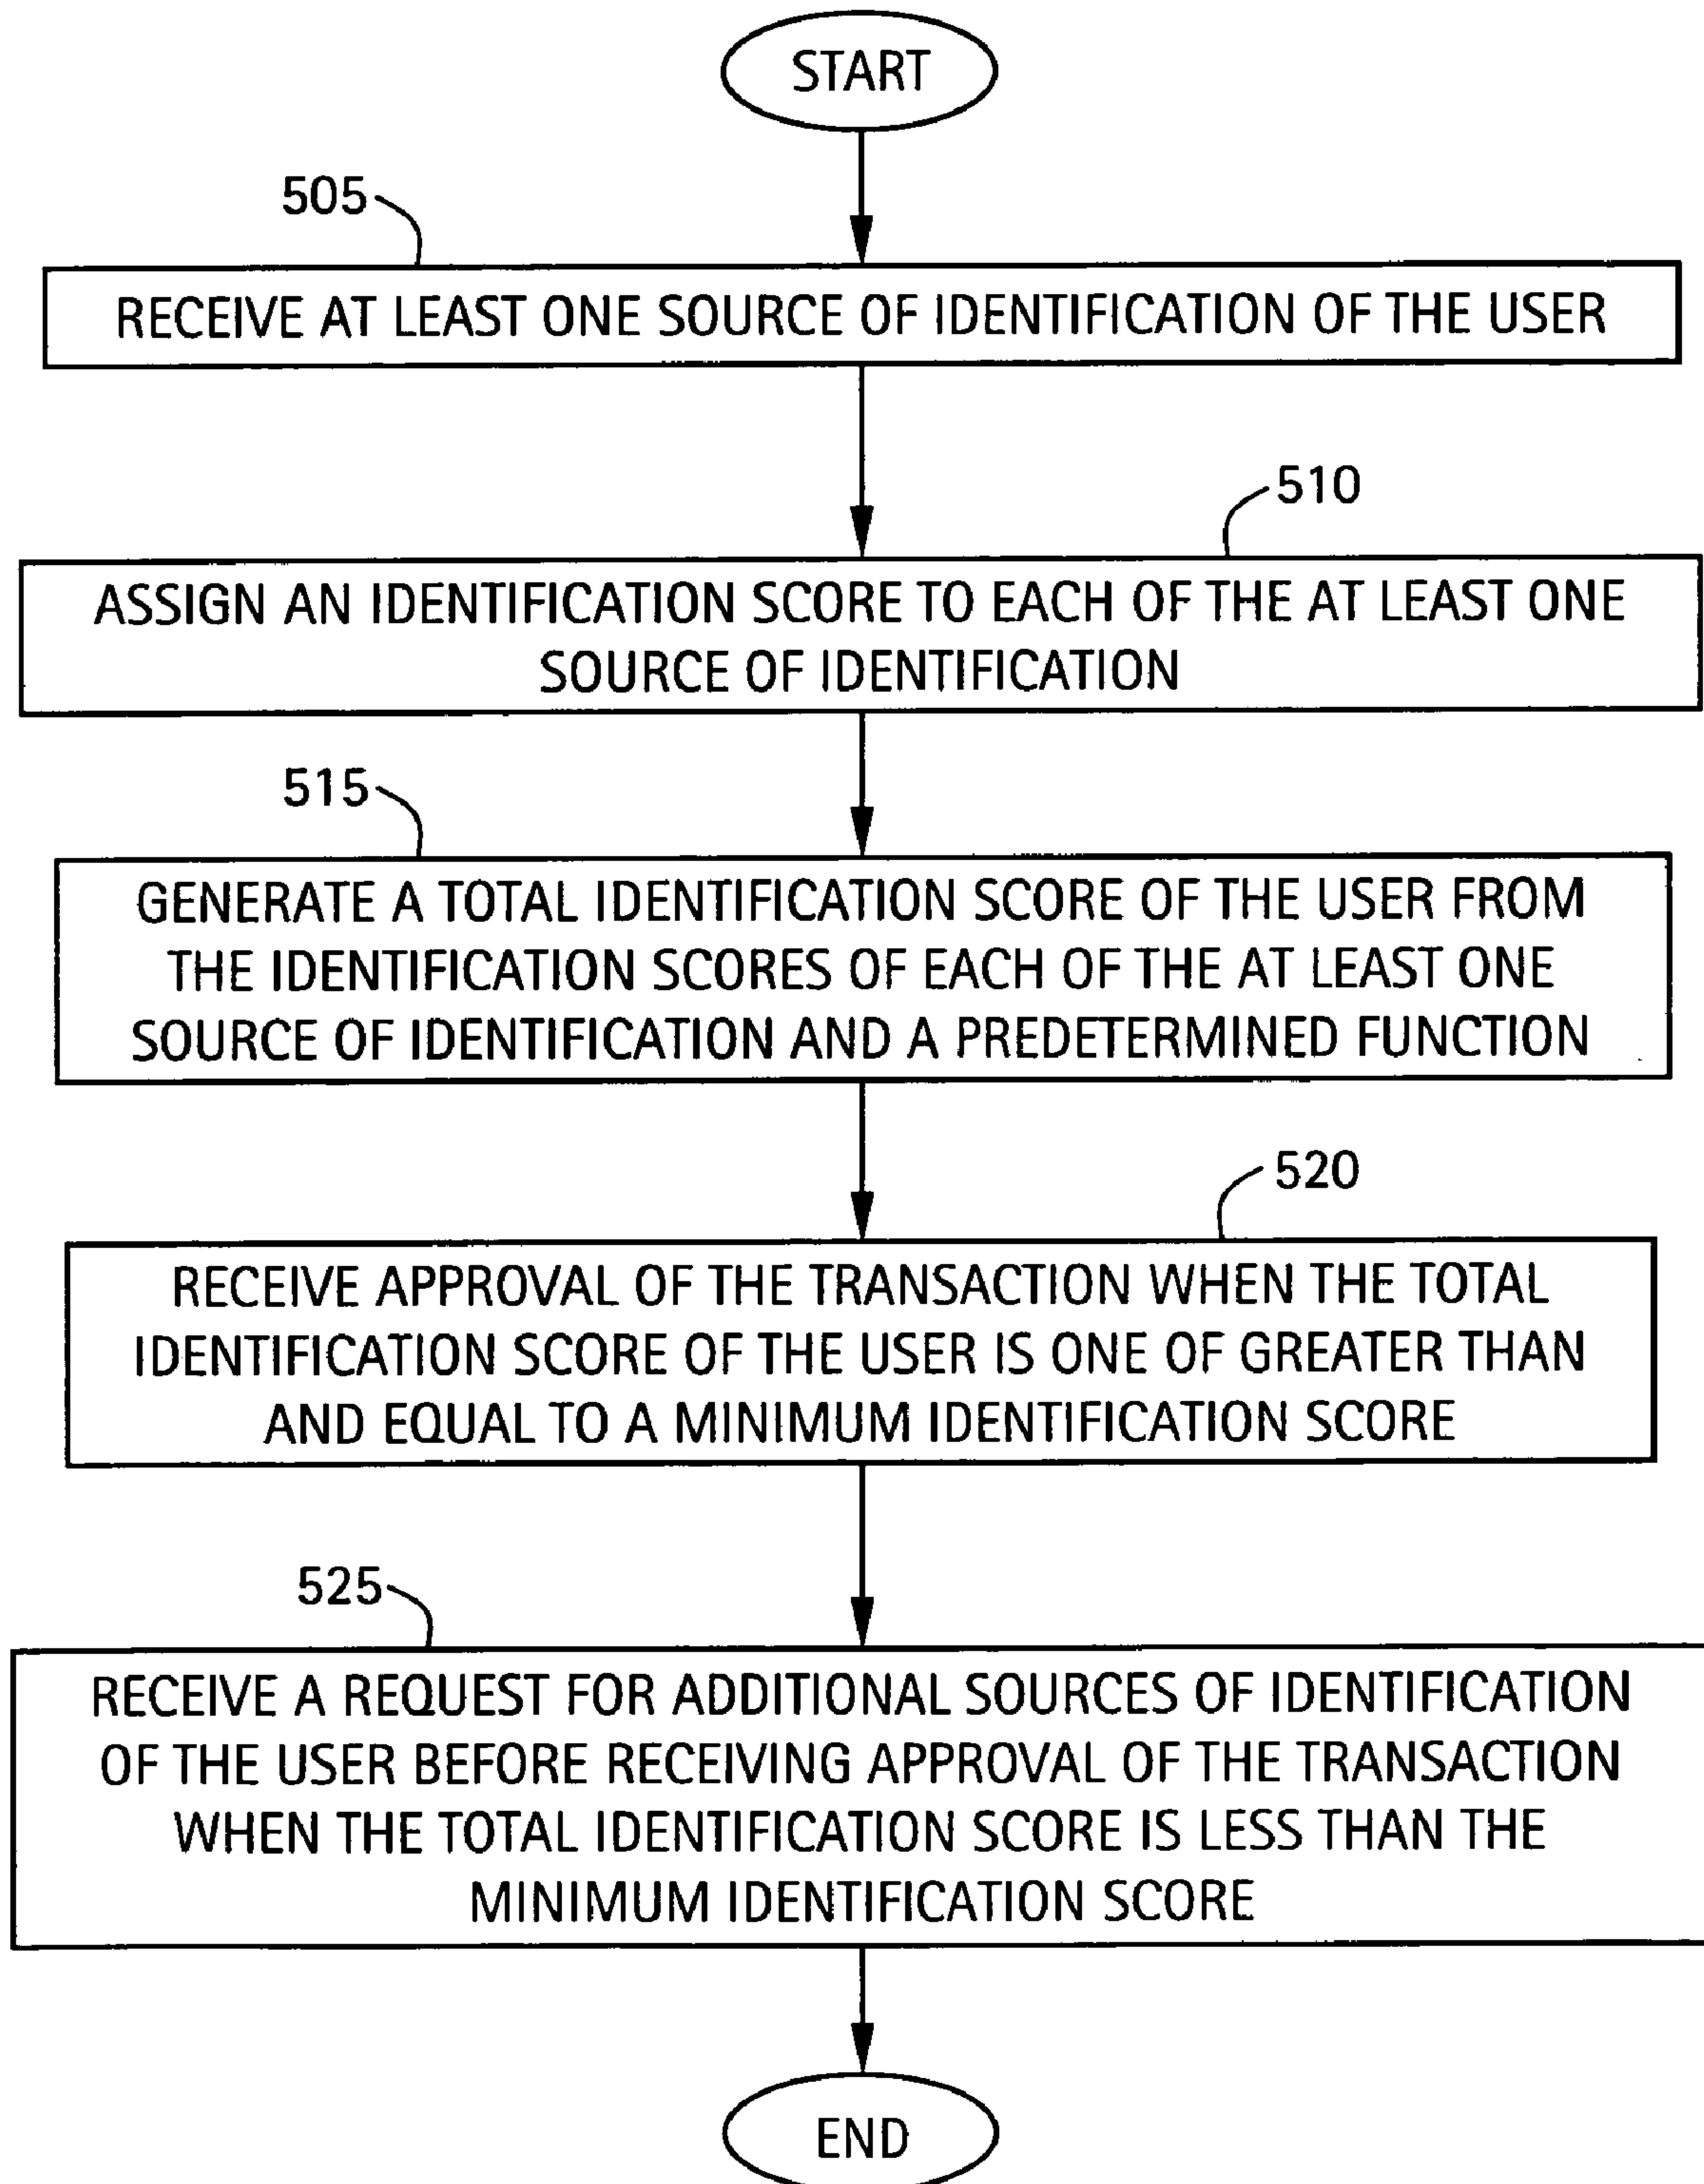 START
505
RECEIVE AT LEAST ONE SOURCE OF IDENTIFICATION OF THE USER
510
ASSIGN AN IDENTIFICATION SCORE TO EACH OF THE AT LEAST ONE
SOURCE OF IDENTIFICATION
515
GENERATE A TOTAL IDENTIFICATION SCORE OF THE USER FROM
THE IDENTIFICATION SCORES OF EACH OF THE AT LEAST ONE
SOURCE OF IDENTIFICATION AND A PREDETERMINED FUNCTION
520
RECEIVE APPROVAL OF THE TRANSACTION WHEN THE TOTAL
IDENTIFICATION SCORE OF THE USER IS ONE OF GREATER THAN
AND EQUAL TO A MINIMUM IDENTIFICATION SCORE
525
RECEIVE A REQUEST FOR ADDITIONAL SOURCES OF IDENTIFICATION
OF THE USER BEFORE RECEIVING APPROVAL OF THE TRANSACTION
WHEN THE TOTAL IDENTIFICATION SCORE IS LESS THAN THE
MINIMUM IDENTIFICATION SCORE
END